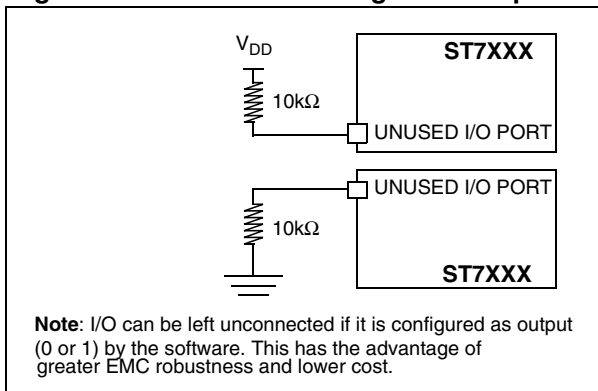 V_DD
ST7XXX
10kΩ
UNUSED I/O PORT
UNUSED I/O PORT
10kΩ
ST7XXX
Note: I/O can be left unconnected if it is configured as output
(0 or 1) by the software. This has the advantage of
greater EMC robustness and lower cost.